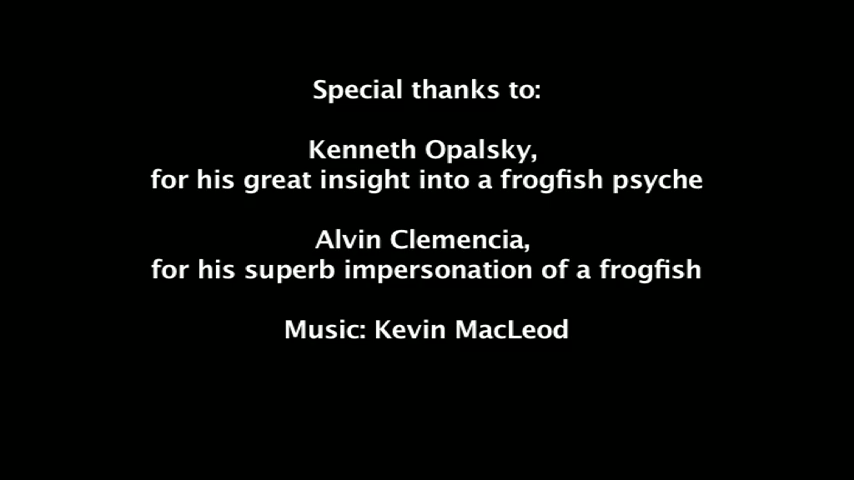 Special thanks to:
Kenneth Opalsky,
for his great insight into a frogfish psyche
Alvin Clemencia,
for his superb impersonation of a frogfish
Music: Kevin MacLeod